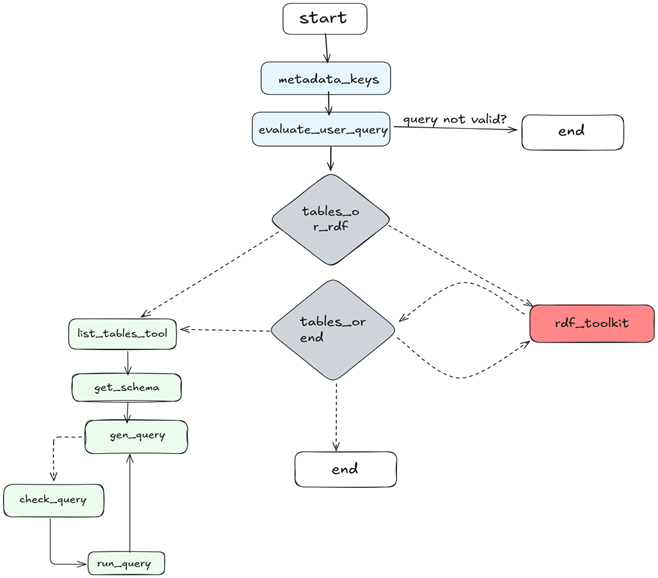 start
metadata_keys
evaluate_user_query
query not valid?
end
tables_o
r_rdf
tables_or
end
rdf_toolkit
list_tables_tool
get_schema
gen_query
end
check_query
run_query